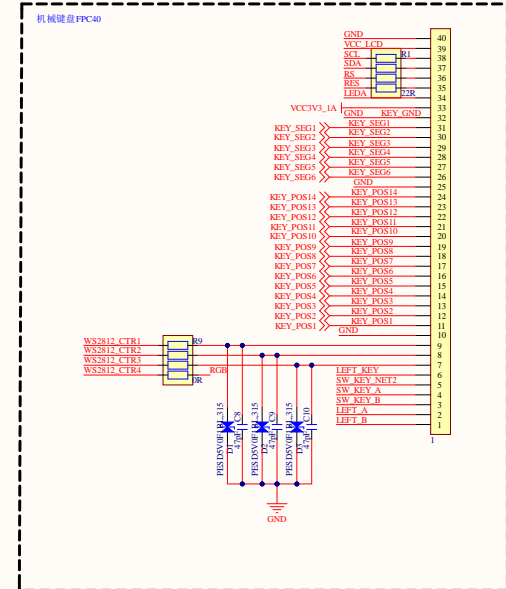 机械键盘FPC40
GND 40
VCC_LCD 39
SCL R1 38
SDA 37
RS 36
RES 35
LEDA 22R 34
VCC3V3_1A 33
GND KEY_GND 32
KEY_SEG1 KEY_SEG1 31
KEY_SEG2 KEY_SEG2 30
KEY_SEG3 KEY_SEG3 29
KEY_SEG4 KEY_SEG4 28
KEY_SEG5 KEY_SEG5 27
KEY_SEG6 KEY_SEG6 26
GND 25
KEY_POS14 KEY_POS14 24
KEY_POS13 KEY_POS13 23
KEY_POS12 KEY_POS12 22
KEY_POS11 KEY_POS11 21
KEY_POS10 KEY_POS10 20
KEY_POS9 KEY_POS9 19
KEY_POS8 KEY_POS8 18
KEY_POS7 KEY_POS7 17
KEY_POS6 KEY_POS6 16
KEY_POS5 KEY_POS5 15
KEY_POS4 KEY_POS4 14
KEY_POS3 KEY_POS3 13
KEY_POS2 KEY_POS2 12
KEY_POS1 KEY_POS1 11
GND 10
WS2812_CTR1 R9 9
WS2812_CTR2 8
WS2812_CTR3 7
WS2812_CTR4 RGB LEFT_KEY 6
0R SW_KEY_NET2 5
SW_KEY_A 4
SW_KEY_B 3
LEFT_A 2
LEFT_B 1
1
D1
C8
D2
C9
D3
C10
GND